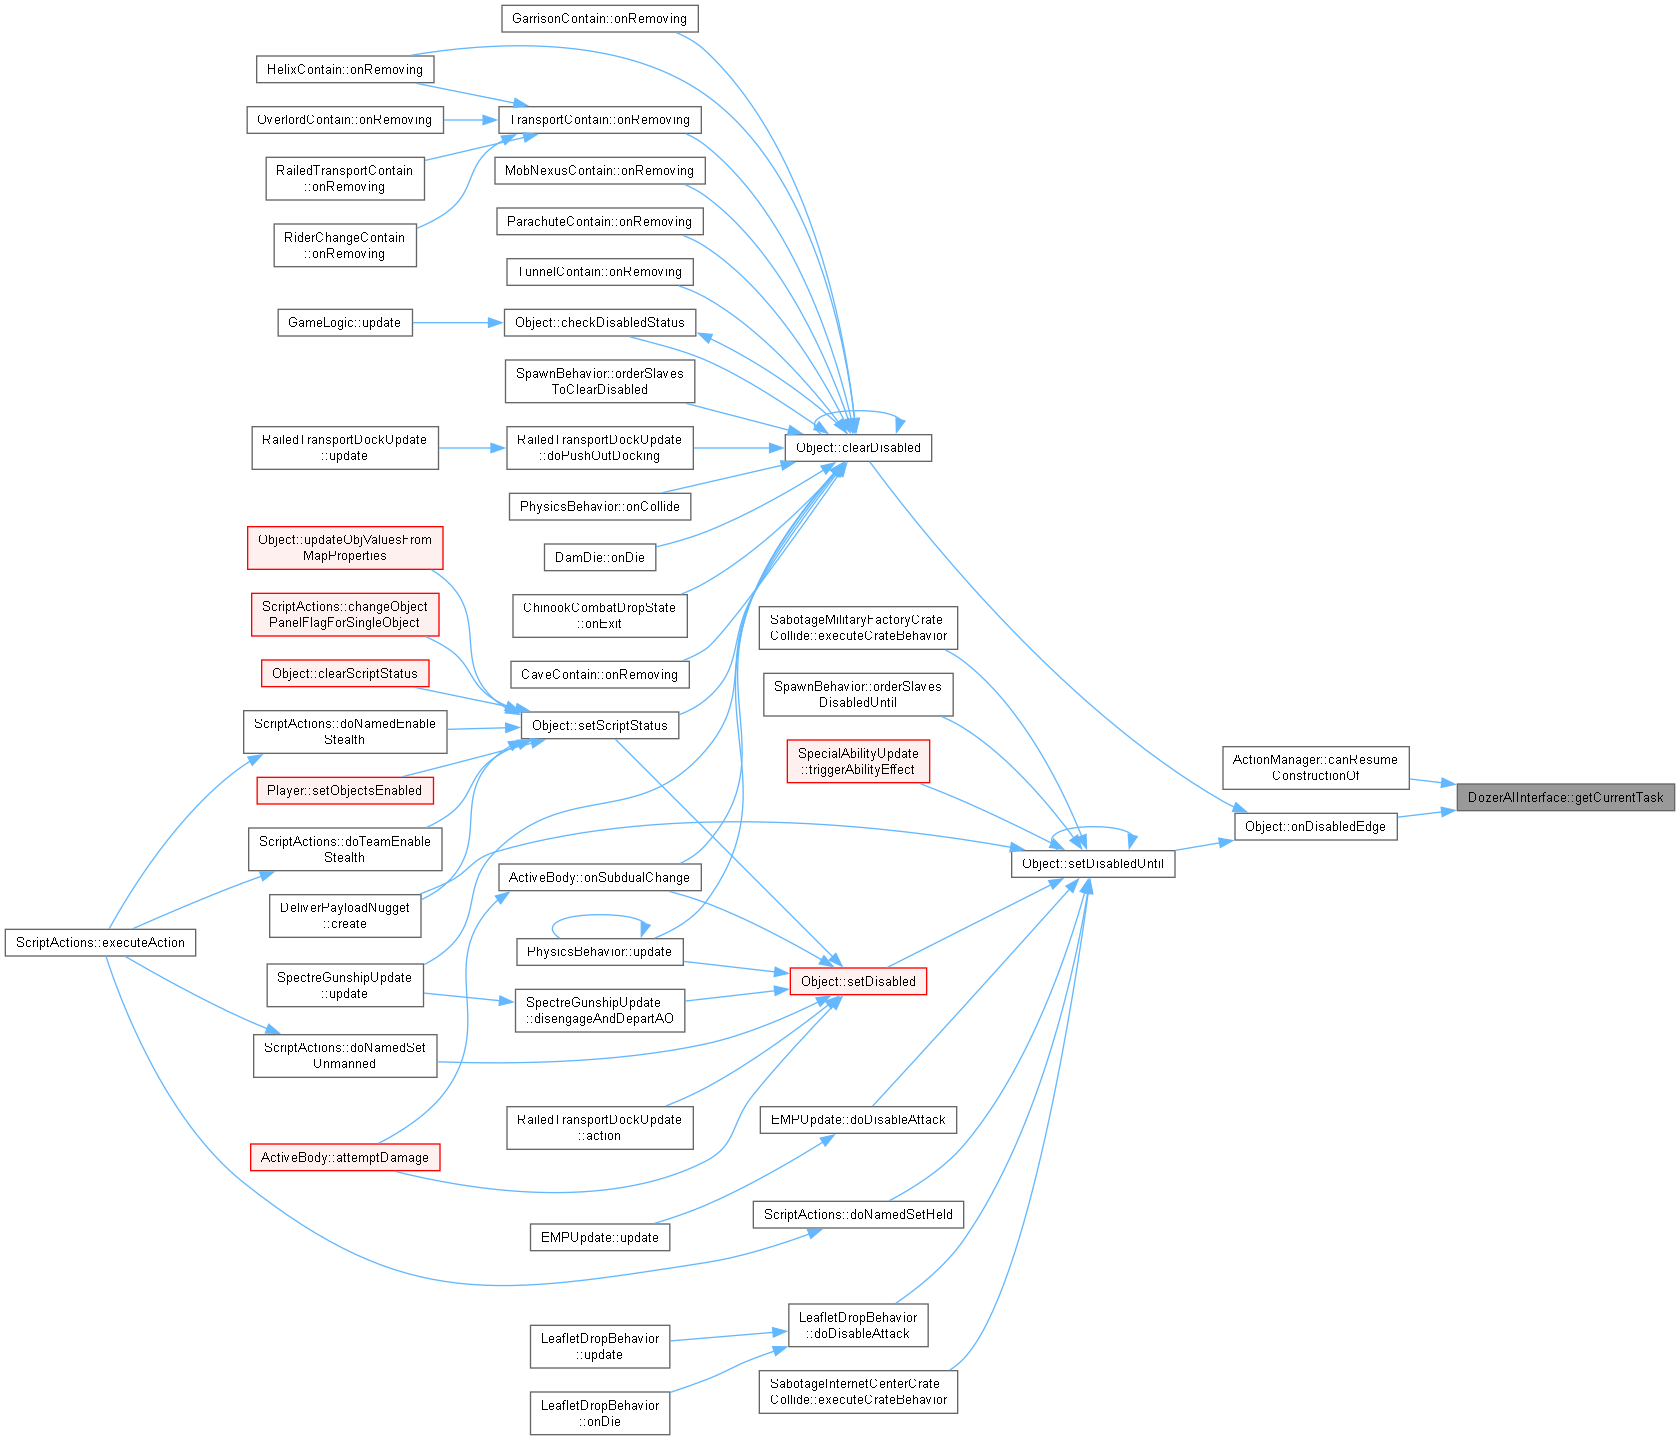 GarrisonContain::onRemoving
HelixContain::onRemoving
OverlordContain::onRemoving
TransportContain::onRemoving
RailedTransportContain
::onRemoving
MobNexusContain::onRemoving
RiderChangeContain
::onRemoving
ParachuteContain::onRemoving
TunnelContain::onRemoving
GameLogic::update
Object::checkDisabledStatus
SpawnBehavior::orderSlaves
ToClearDisabled
RailedTransportDockUpdate
::update
RailedTransportDockUpdate
::doPushOutDocking
Object::clearDisabled
PhysicsBehavior::onCollide
Object::updateObjValuesFrom
MapProperties
DamDie::onDie
ScriptActions::changeObject
PanelFlagForSingleObject
ChinookCombatDropState
::onExit
SabotageMilitaryFactoryCrate
Collide::executeCrateBehavior
Object::clearScriptStatus
CaveContain::onRemoving
SpawnBehavior::orderSlaves
DisabledUntil
ScriptActions::doNamedEnable
Stealth
Object::setScriptStatus
SpecialAbilityUpdate
::triggerAbilityEffect
ActionManager::canResume
ConstructionOf
Player::setObjectsEnabled
DozerAIInterface::getCurrentTask
Object::onDisabledEdge
ScriptActions::doTeamEnable
Stealth
Object::setDisabledUntil
ActiveBody::onSubdualChange
DeliverPayloadNugget
::create
ScriptActions::executeAction
PhysicsBehavior::update
SpectreGunshipUpdate
::update
Object::setDisabled
SpectreGunshipUpdate
::disengageAndDepartAO
ScriptActions::doNamedSet
Unmanned
RailedTransportDockUpdate
::action
EMPUpdate::doDisableAttack
ActiveBody::attemptDamage
ScriptActions::doNamedSetHeld
EMPUpdate::update
LeafletDropBehavior
::doDisableAttack
LeafletDropBehavior
::update
SabotageInternetCenterCrate
Collide::executeCrateBehavior
LeafletDropBehavior
::onDie